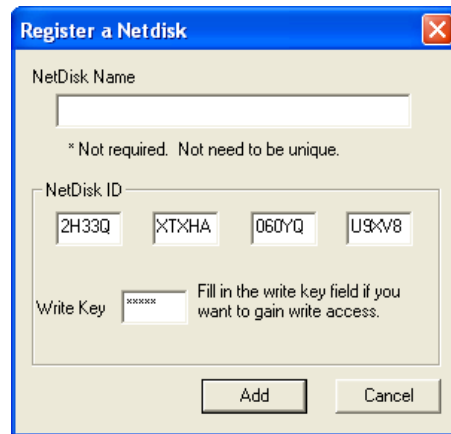 Register a Netdisk
NetDisk Name
* Not required. Not need to be unique.
NetDisk ID
2H33Q XTXHA 060YQ U9XV8
Write Key ***** Fill in the write key field if you
want to gain write access.
Add Cancel